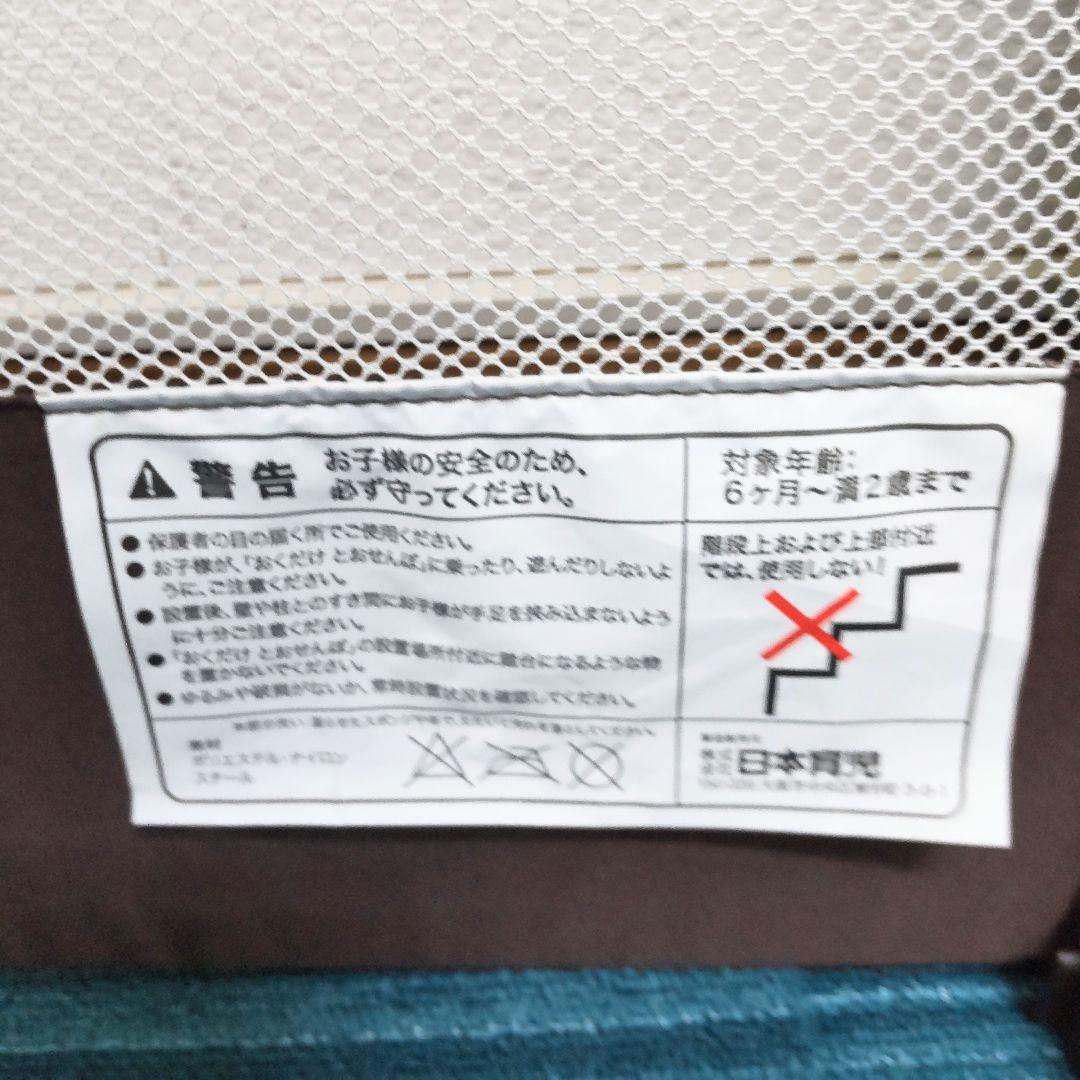 警告
お子様の安全のため、
必ず守ってください。
対象年齢:
6ヶ月〜満2歳まで
● 保護者の目の届く所でご使用ください。
● お子様が、「おくだけ とおせんぼ」に乗ったり、遊んだりしないよ
うに、ご注意ください。
● 設置後、壁や柱とのすき間にお子様が手足を挟み込まないよう
に十分ご注意ください。
● 「おくだけ とおせんぼ」の設置場所付近に踏台になるような物
を置かないでください。
● ゆるみや破損がないか、常時設置状況を確認してください。
階段上および上部付近
では、使用しない!
素材
ポリエステル・ナイロン
スチール
株式
会社 日本育児